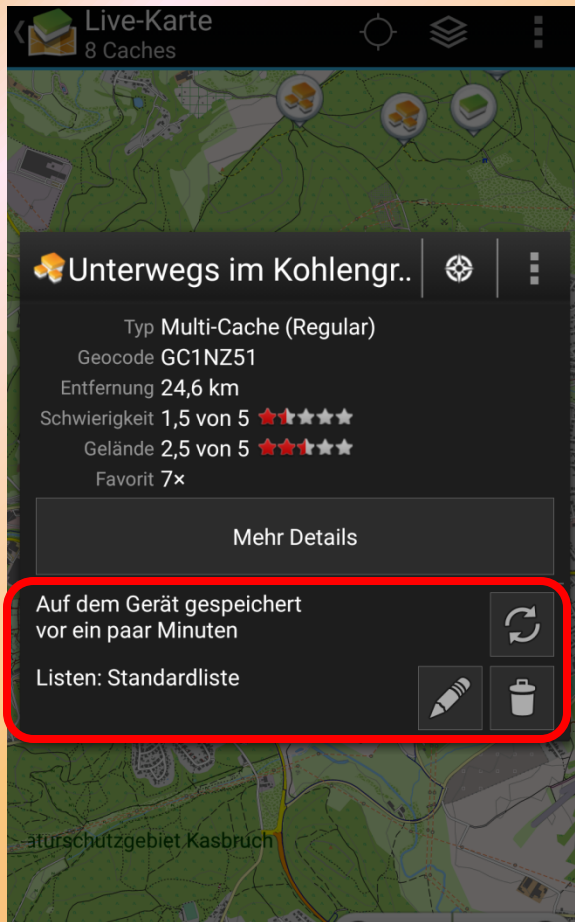 Live-Karte
8 Caches
Unterwegs im Kohlengr..
Typ Multi-Cache (Regular)
Geocode GC1NZ51
Entfernung 24,6 km
Schwierigkeit 1,5 von 5
Gelände 2,5 von 5
Favorit 7×
Mehr Details
Auf dem Gerät gespeichert
vor ein paar Minuten
Listen: Standardliste
aturschutzgebiet Kasbruch